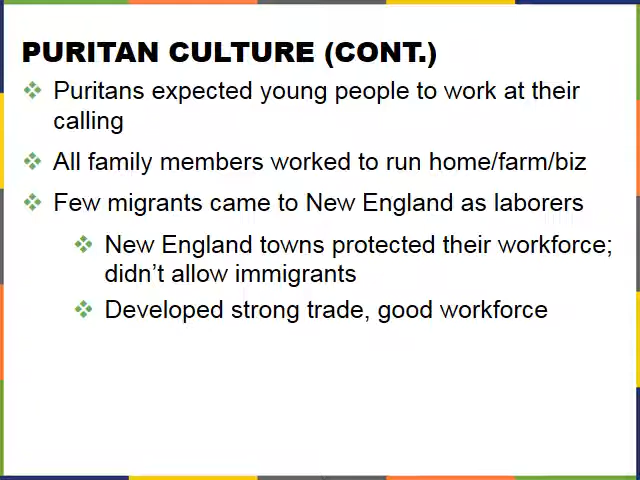 PURITAN CULTURE (CONT.)
Puritans expected young people to work at their
calling
All family members worked to run home/farm/biz
Few migrants came to New England as laborers
New England towns protected their workforce;
didn’t allow immigrants
Developed strong trade, good workforce